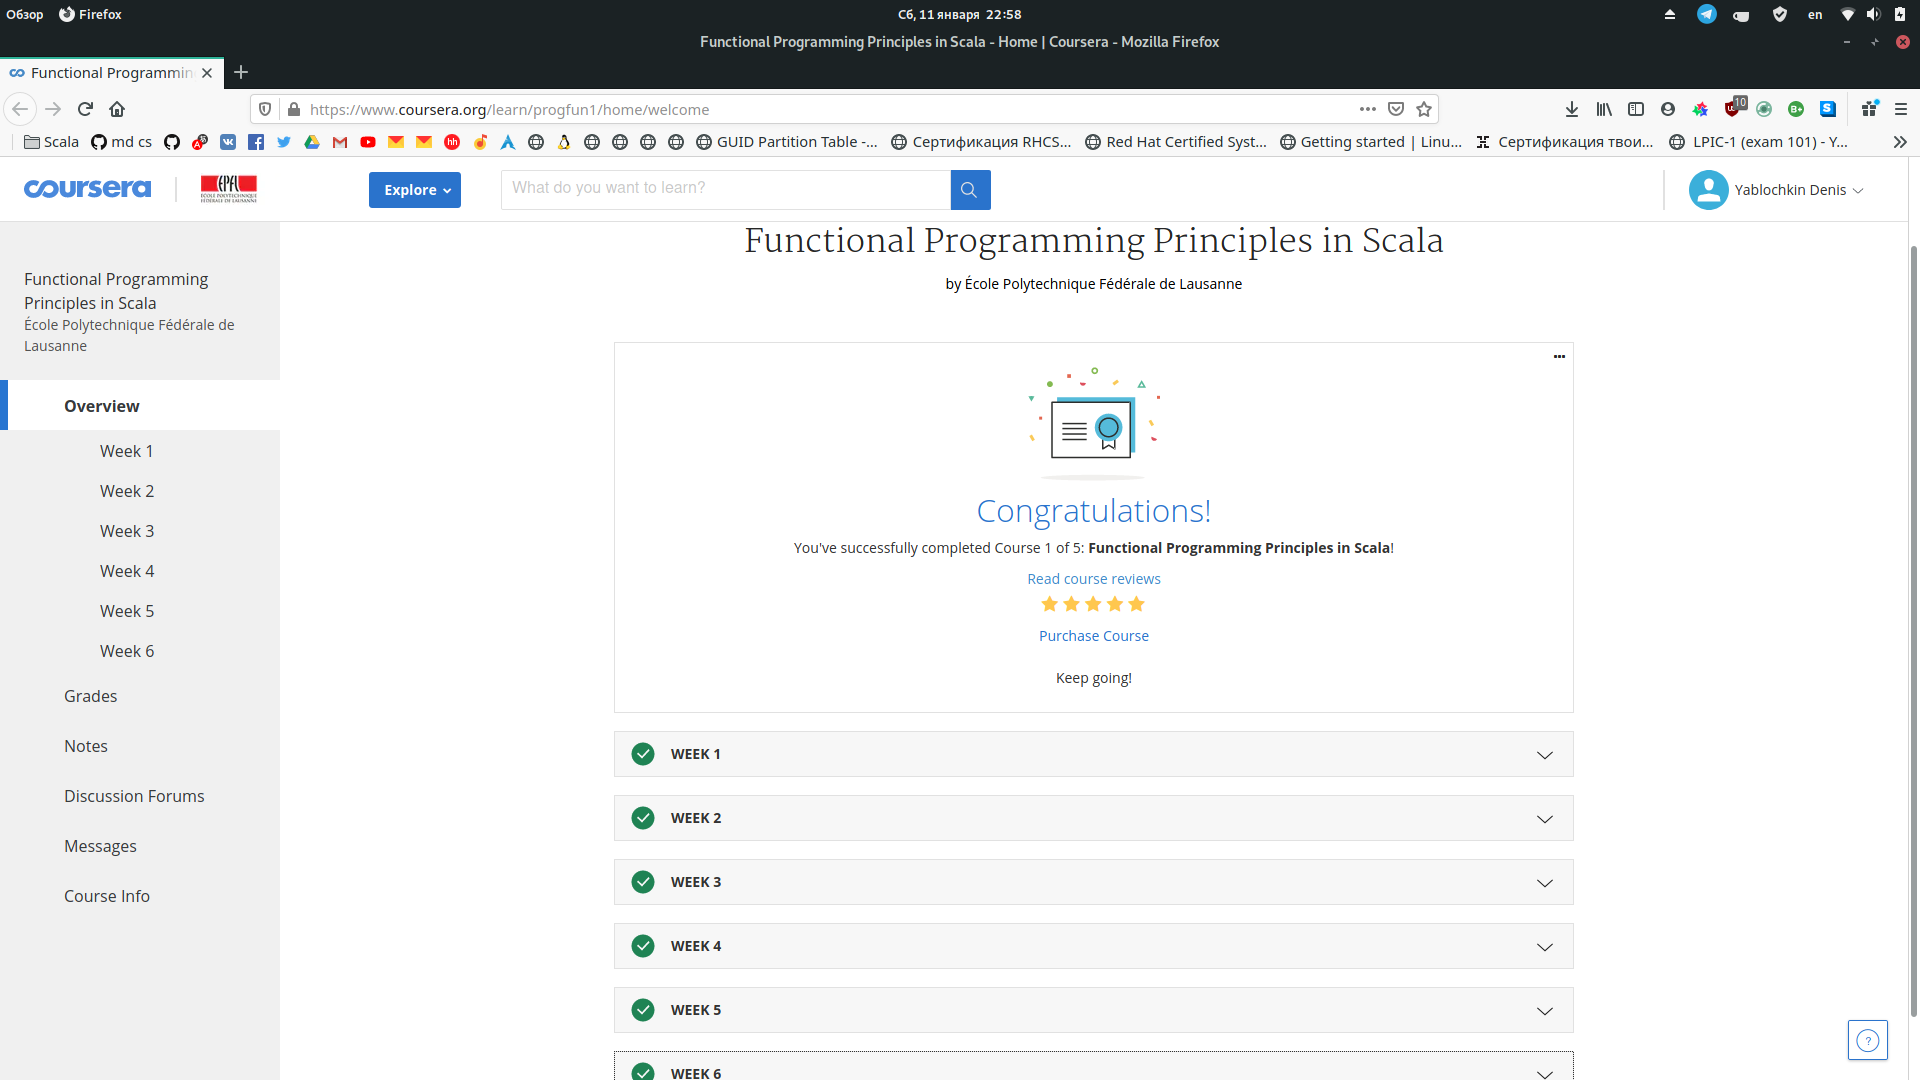 Обзор Firefox Сб, 11 января 22:58 en
Functional Programming Principles in Scala - Home | Coursera - Mozilla Firefox
Functional Programmin
https://www.coursera.org/learn/progfun1/home/welcome 10
Scala md cs hh GUID Partition Table -... Сертификация RHCS... Red Hat Certified Syst... Getting started | Linu... Сертификация твои... LPIC-1 (exam 101) - Y...
coursera EPFL Explore What do you want to learn? Yablochkin Denis
ÉCOLE POLYTECHNIQUE
FÉDÉRALE DE LAUSANNE
Functional Programming Principles in Scala
by École Polytechnique Fédérale de Lausanne
Functional Programming
Principles in Scala
École Polytechnique Fédérale de
Lausanne
Overview
Week 1
Week 2
Week 3
Week 4
Week 5
Week 6
Grades
Notes
Discussion Forums
Messages
Course Info
Congratulations!
You've successfully completed Course 1 of 5: Functional Programming Principles in Scala!
Read course reviews
Purchase Course
Keep going!
WEEK 1
WEEK 2
WEEK 3
WEEK 4
WEEK 5
WEEK 6
?